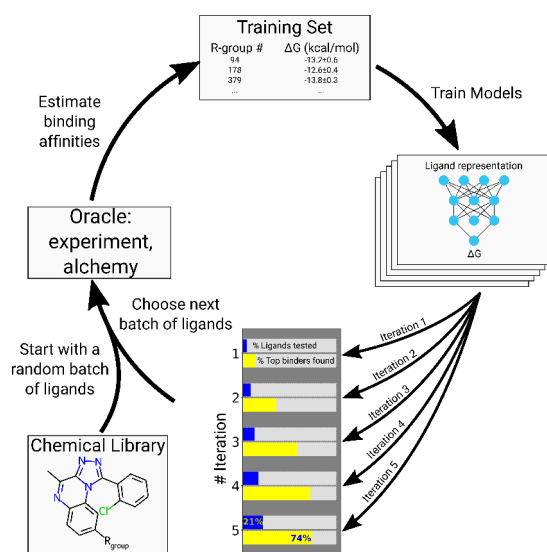 Training Set
R-group # ΔG (kcal/mol)
94 -13.2±0.6
178 -12.6±0.4
379 -13.8±0.3
... ...
Estimate
binding
affinities
Train Models
Ligand representation
ΔG
Oracle:
experiment,
alchemy
Choose next
batch of ligands
Start with a
random batch
of ligands
Iteration 1
Iteration 2
Iteration 3
Iteration 4
Iteration 5
# Iteration
1
% Ligands tested
% Top binders found
2
3
4
5
21%
74%
Chemical Library
N N
N
N
N
Cl
R group